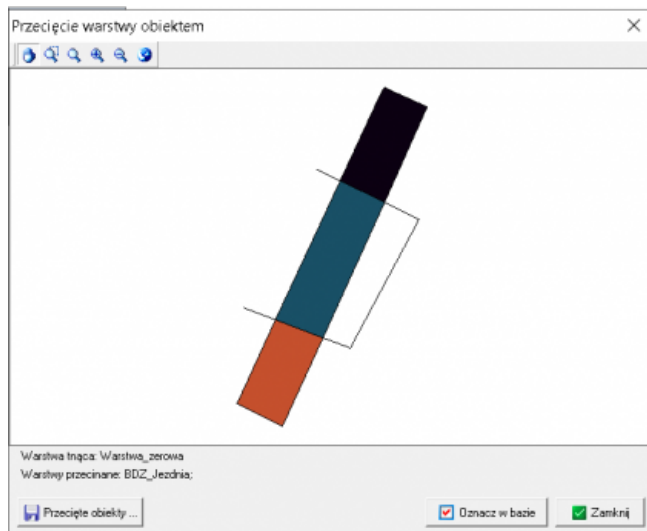 Przecięcie warstwy obiektem
Warstwa tnąca: Warstwa_zerowa
Warstwy przecinane: BDZ_Jezdnia;
Przecięte obiekty ...
Oznacz w bazie
Zamknij